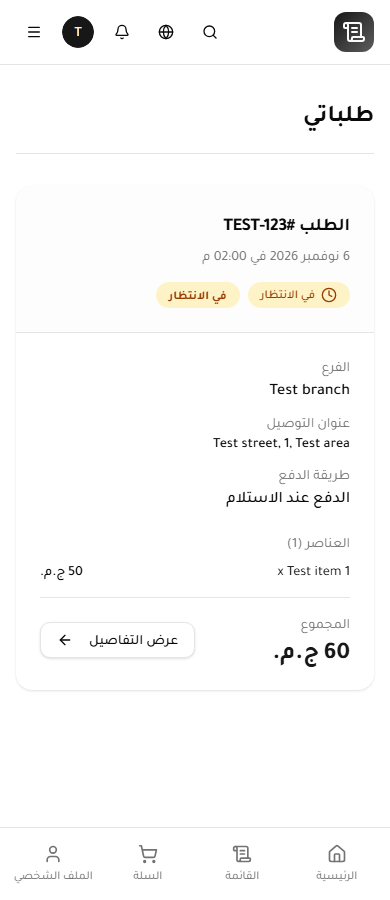 T
طلباتي
الطلب #TEST-123
6 نوفمبر 2026 في 02:00 م
في الانتظار
في الانتظار
الفرع
Test branch
عنوان التوصيل
Test street, 1, Test area
طريقة الدفع
الدفع عند الاستلام
العناصر (1)
1 x Test item
50 ج.م.
المجموع
60 ج.م.
عرض التفاصيل
الرئيسية
القائمة
السلة
الملف الشخصي